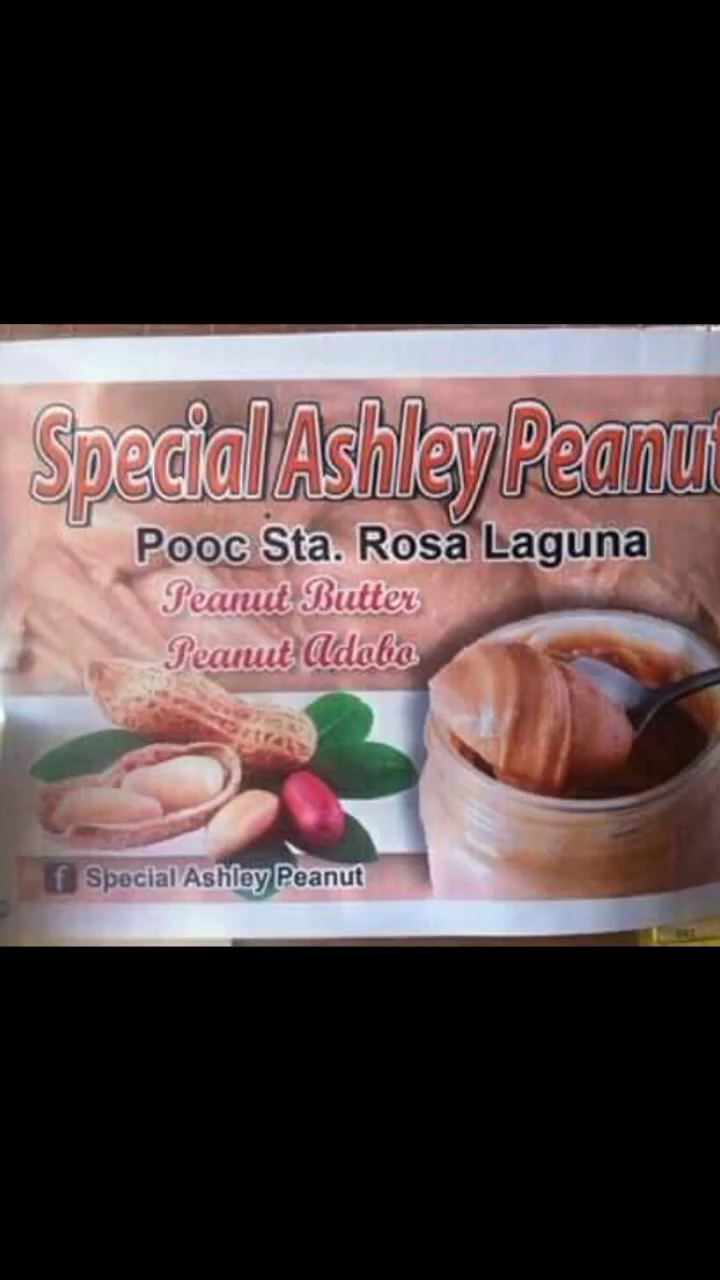 Special Ashley Peanut
Pooc Sta. Rosa Laguna
Peanut Butter
Peanut Adobo
f Special Ashley Peanut